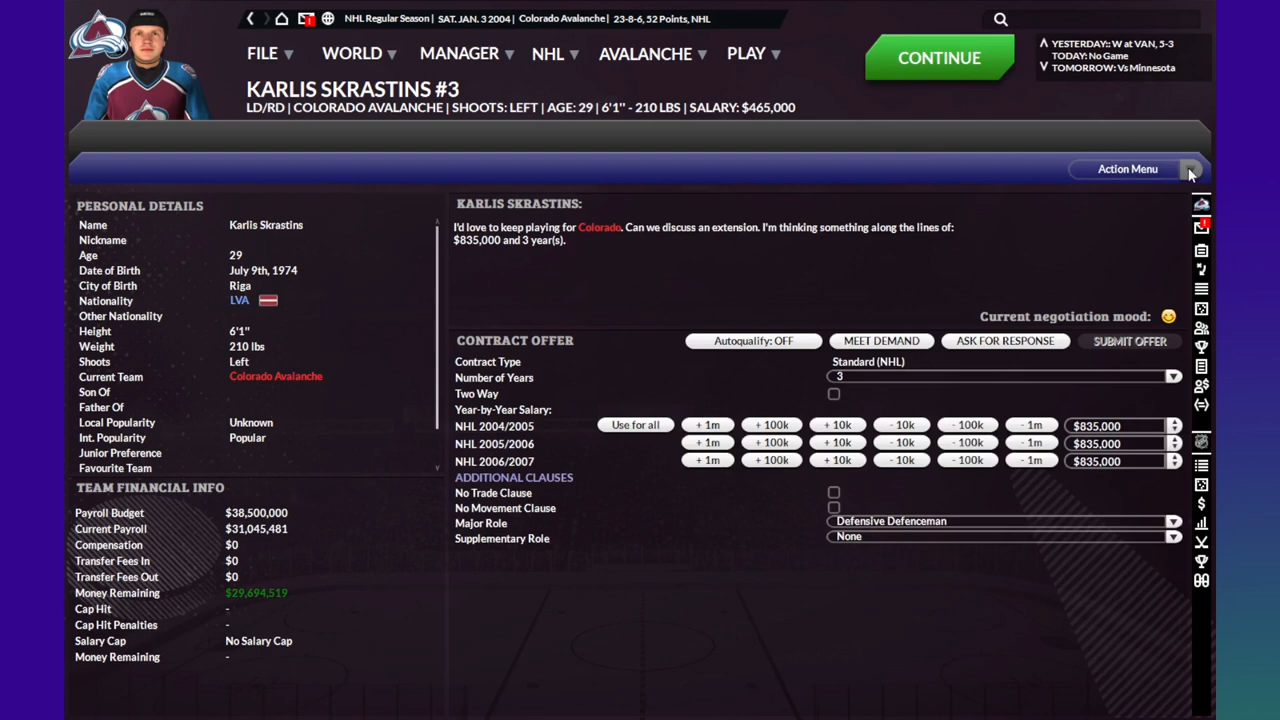 NHL Regular Season | SAT. JAN. 3 2004 | Colorado Avalanche | 23-8-6, 52 Points, NHL
FILE WORLD MANAGER NHL AVALANCHE PLAY
CONTINUE
YESTERDAY:: W at VAN, 5-3
TODAY: No Game
TOMORROW: Vs Minnesota
KARLIS SKRASTINS #3
LD/RD | COLORADO AVALANCHE | SHOOTS: LEFT | AGE: 29 | 6'1" - 210 LBS | SALARY: $465,000
Action Menu
PERSONAL DETAILS
Name Karlis Skrastins
Nickname
Age 29
Date of Birth July 9th, 1974
City of Birth Riga
Nationality LVA
Other Nationality
Height 6'1"
Weight 210 lbs
Shoots Left
Current Team Colorado Avalanche
Son Of
Father Of
Local Popularity Unknown
Int. Popularity Popular
Junior Preference
Favourite Team
TEAM FINANCIAL INFO
Payroll Budget $38,500,000
Current Payroll $31,045,481
Compensation $0
Transfer Fees In $0
Transfer Fees Out $0
Money Remaining $29,694,519
Cap Hit -
Cap Hit Penalties -
Salary Cap No Salary Cap
Money Remaining -
KARLIS SKRASTINS:
I'd love to keep playing for Colorado. Can we discuss an extension. I'm thinking something along the lines of:
$835,000 and 3 year(s).
Current negotiation mood:
CONTRACT OFFER Autoqualify: OFF MEET DEMAND ASK FOR RESPONSE SUBMIT OFFER
Contract Type Standard (NHL)
Number of Years 3
Two Way
Year-by-Year Salary:
NHL 2004/2005 Use for all + 1m + 100k + 10k - 10k - 100k - 1m $835,000
NHL 2005/2006 + 1m + 100k + 10k - 10k - 100k - 1m $835,000
NHL 2006/2007 + 1m + 100k + 10k - 10k - 100k - 1m $835,000
ADDITIONAL CLAUSES
No Trade Clause
No Movement Clause
Major Role Defensive Defenceman
Supplementary Role None